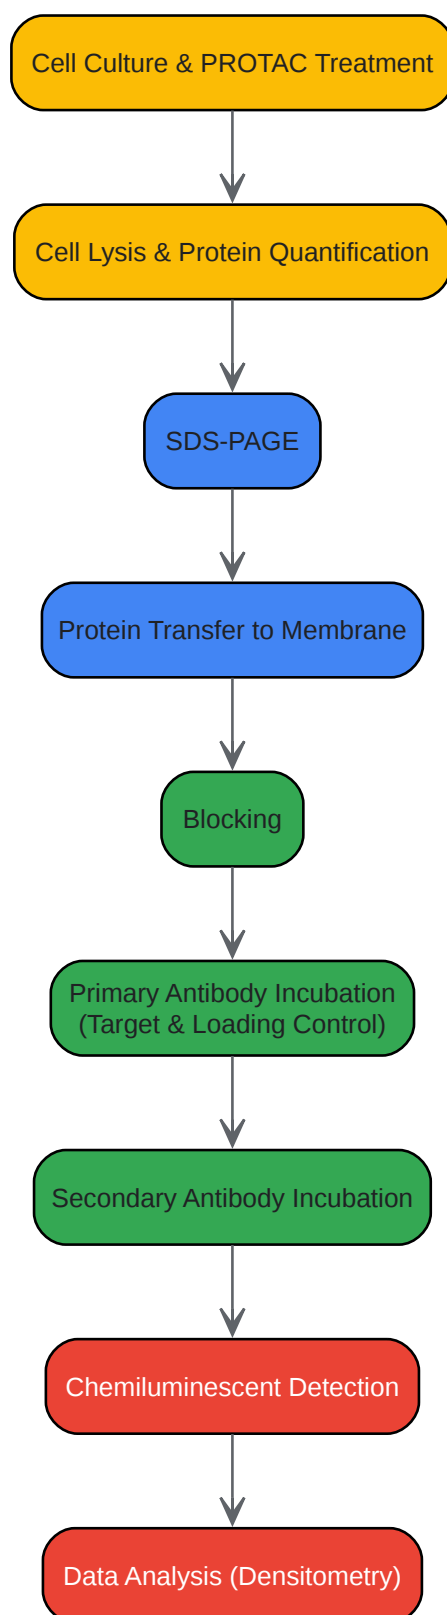 Cell Culture & PROTAC Treatment
Cell Lysis & Protein Quantification
SDS-PAGE
Protein Transfer to Membrane
Blocking
Primary Antibody Incubation
(Target & Loading Control)
Secondary Antibody Incubation
Chemiluminescent Detection
Data Analysis (Densitometry)